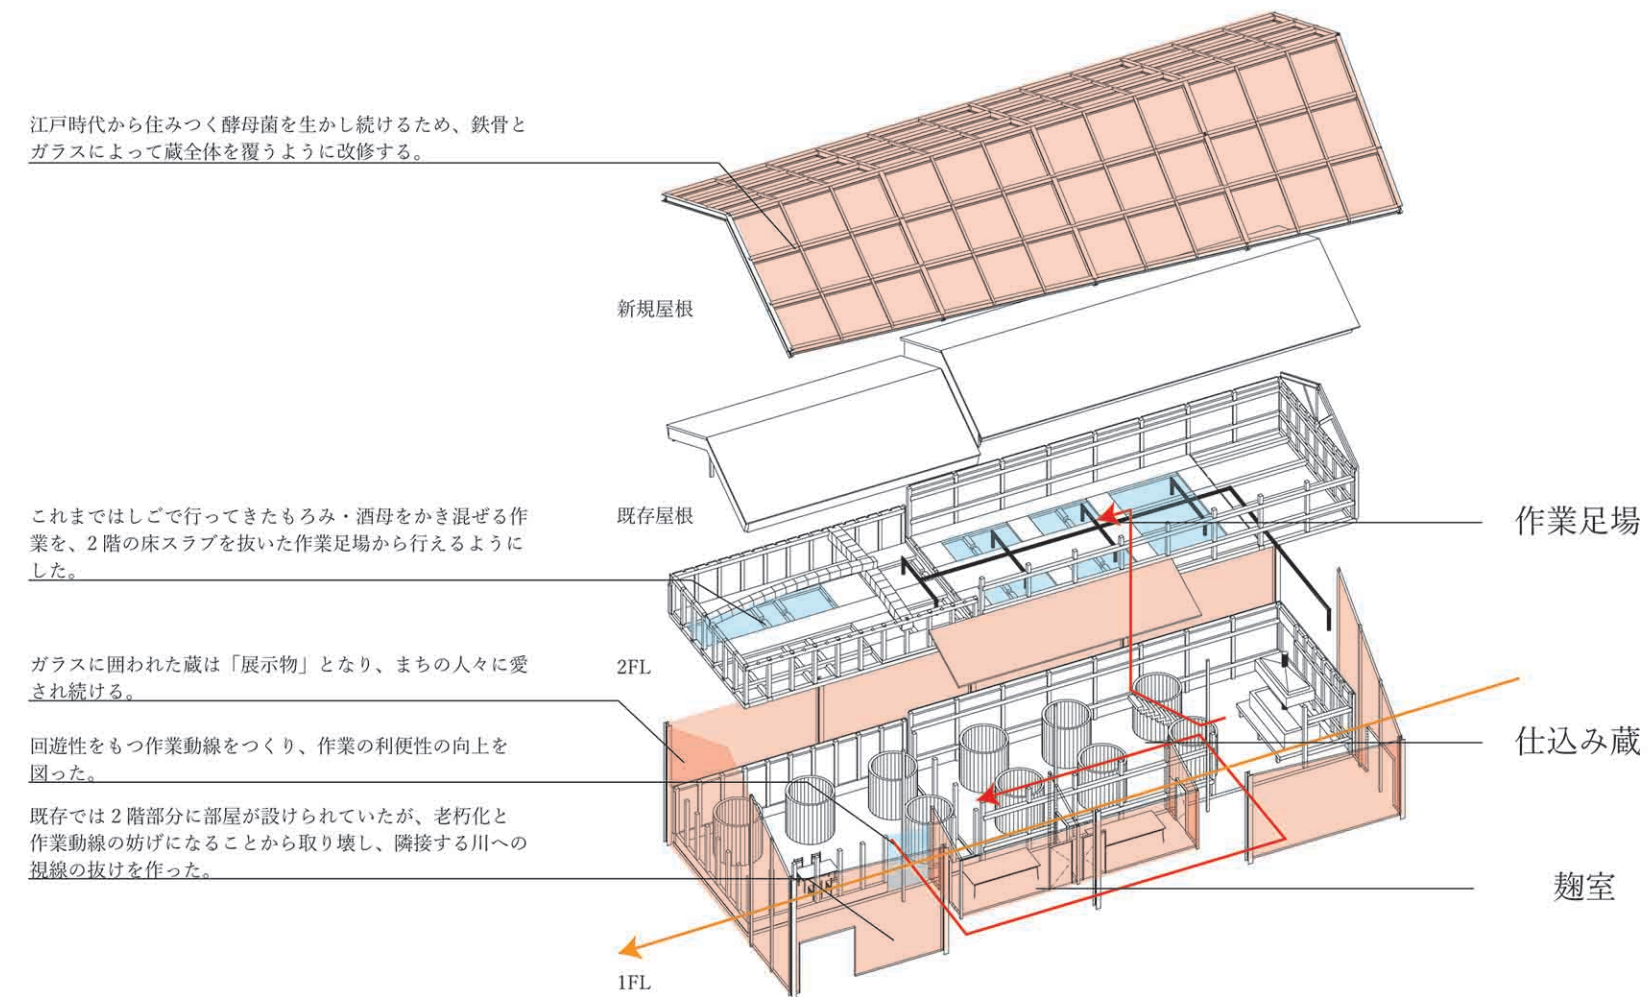 江戸時代から住みつく酵母菌を生かし続けるため、鉄骨と
ガラスによって蔵全体を覆うように改修する。
新規屋根
既存屋根
これまではしごで行ってきたもろみ・酒母をかき混ぜる作
業を、2 階の床スラブを抜いた作業足場から行えるように
した。
作業足場
2FL
ガラスに囲われた蔵は「展示物」となり、まちの人々に愛
され続ける。
回遊性をもつ作業動線をつくり、作業の利便性の向上を
図った。
仕込み蔵
既存では 2 階部分に部屋が設けられていたが、老朽化と
作業動線の妨げになることから取り壊し、隣接する川への
視線の抜けを作った。
麹室
1FL